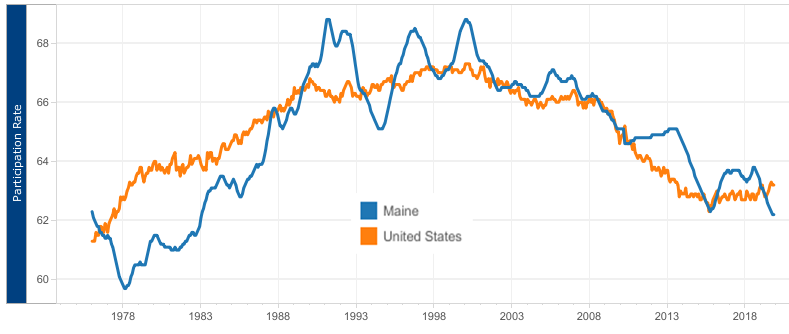 Participation Rate
68
66
64
62
60
Maine
United States
1978 1983 1988 1993 1998 2003 2008 2013 2018